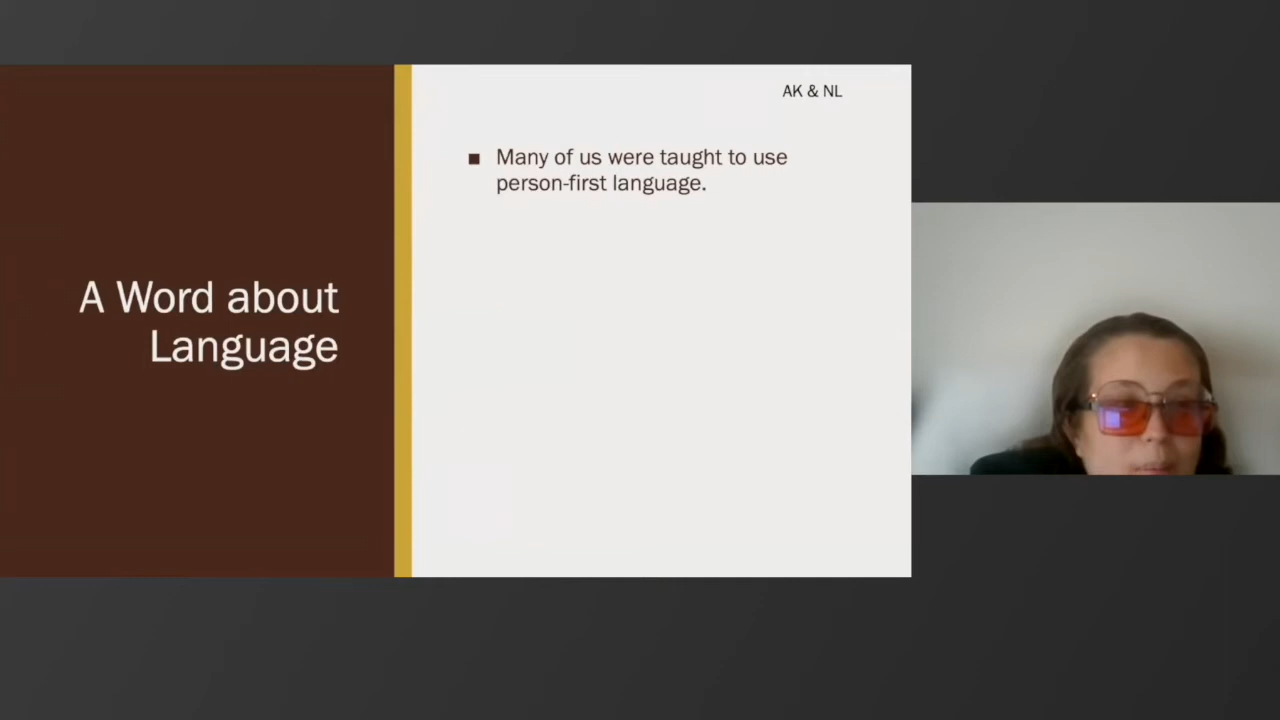 A Word about
Language
AK & NL
■ Many of us were taught to use
person-first language.